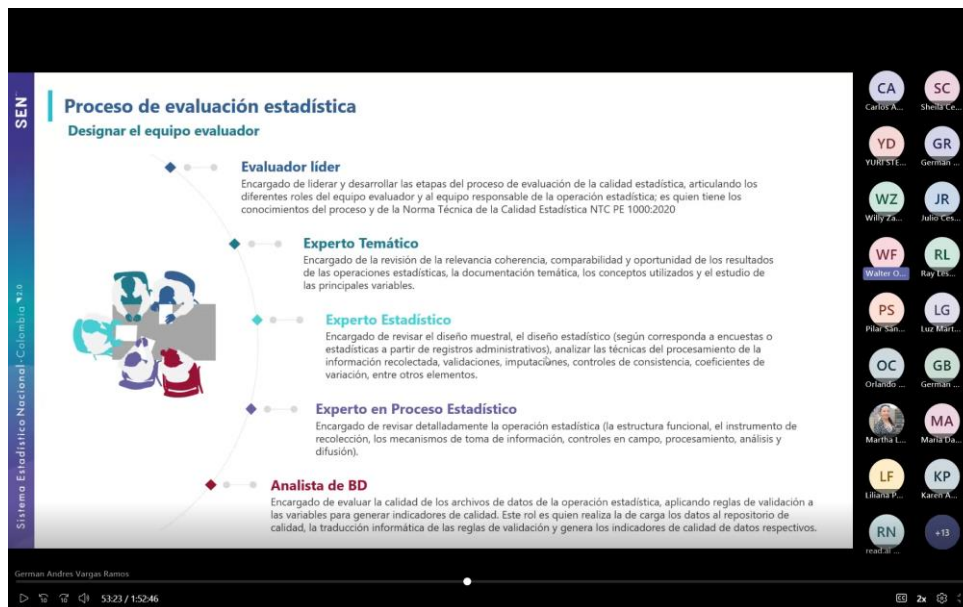 SEN
Proceso de evaluación estadística
Designar el equipo evaluador
Evaluador líder
Encargado de liderar y desarrollar las etapas del proceso de evaluación de la calidad estadística, articulando los
diferentes roles del equipo evaluador y al equipo responsable de la operación estadística; es quien tiene los
conocimientos del proceso y de la Norma Técnica de la Calidad Estadística NTC PE 1000:2020
Experto Temático
Encargado de la revisión de la relevancia coherencia, comparabilidad y oportunidad de los resultados
de las operaciones estadísticas, la documentación temática, los conceptos utilizados y el estudio de
las principales variables.
Experto Estadístico
Encargado de revisar el diseño muestral, el diseño estadístico (según corresponda a encuestas o
estadísticas a partir de registros administrativos), analizar las técnicas del procesamiento de la
información recolectada, validaciones, imputaciones, controles de consistencia, coeficientes de
variación, entre otros elementos.
Experto en Proceso Estadístico
Encargado de revisar detalladamente la operación estadística (la estructura funcional, el instrumento de
recolección, los mecanismos de toma de información, controles en campo, procesamiento, análisis y
difusión).
Analista de BD
Encargado de evaluar la calidad de los archivos de datos de la operación estadística, aplicando reglas de validación a
las variables para generar indicadores de calidad. Este rol es quien realiza la de carga los datos al repositorio de
calidad, la traducción informática de las reglas de validación y genera los indicadores de calidad de datos respectivos.
Sistema Estadístico Nacional - Colombia 2.0
CA
Carlos A...
SC
Sheila Ce...
YD
YURI STE...
GR
German ...
WZ
Willy Za...
JR
Julio Ces...
WF
Walter O...
RL
Ray Les...
PS
Pilar San...
LG
Luz Mart...
OC
Orlando ...
GB
German ...
Martha L...
MA
Maria Da...
LF
Liliana P...
KP
Karen A...
RN
read.ai ...
+13
German Andres Vargas Ramos
10
10
53:23 / 1:52:46
CC
2x